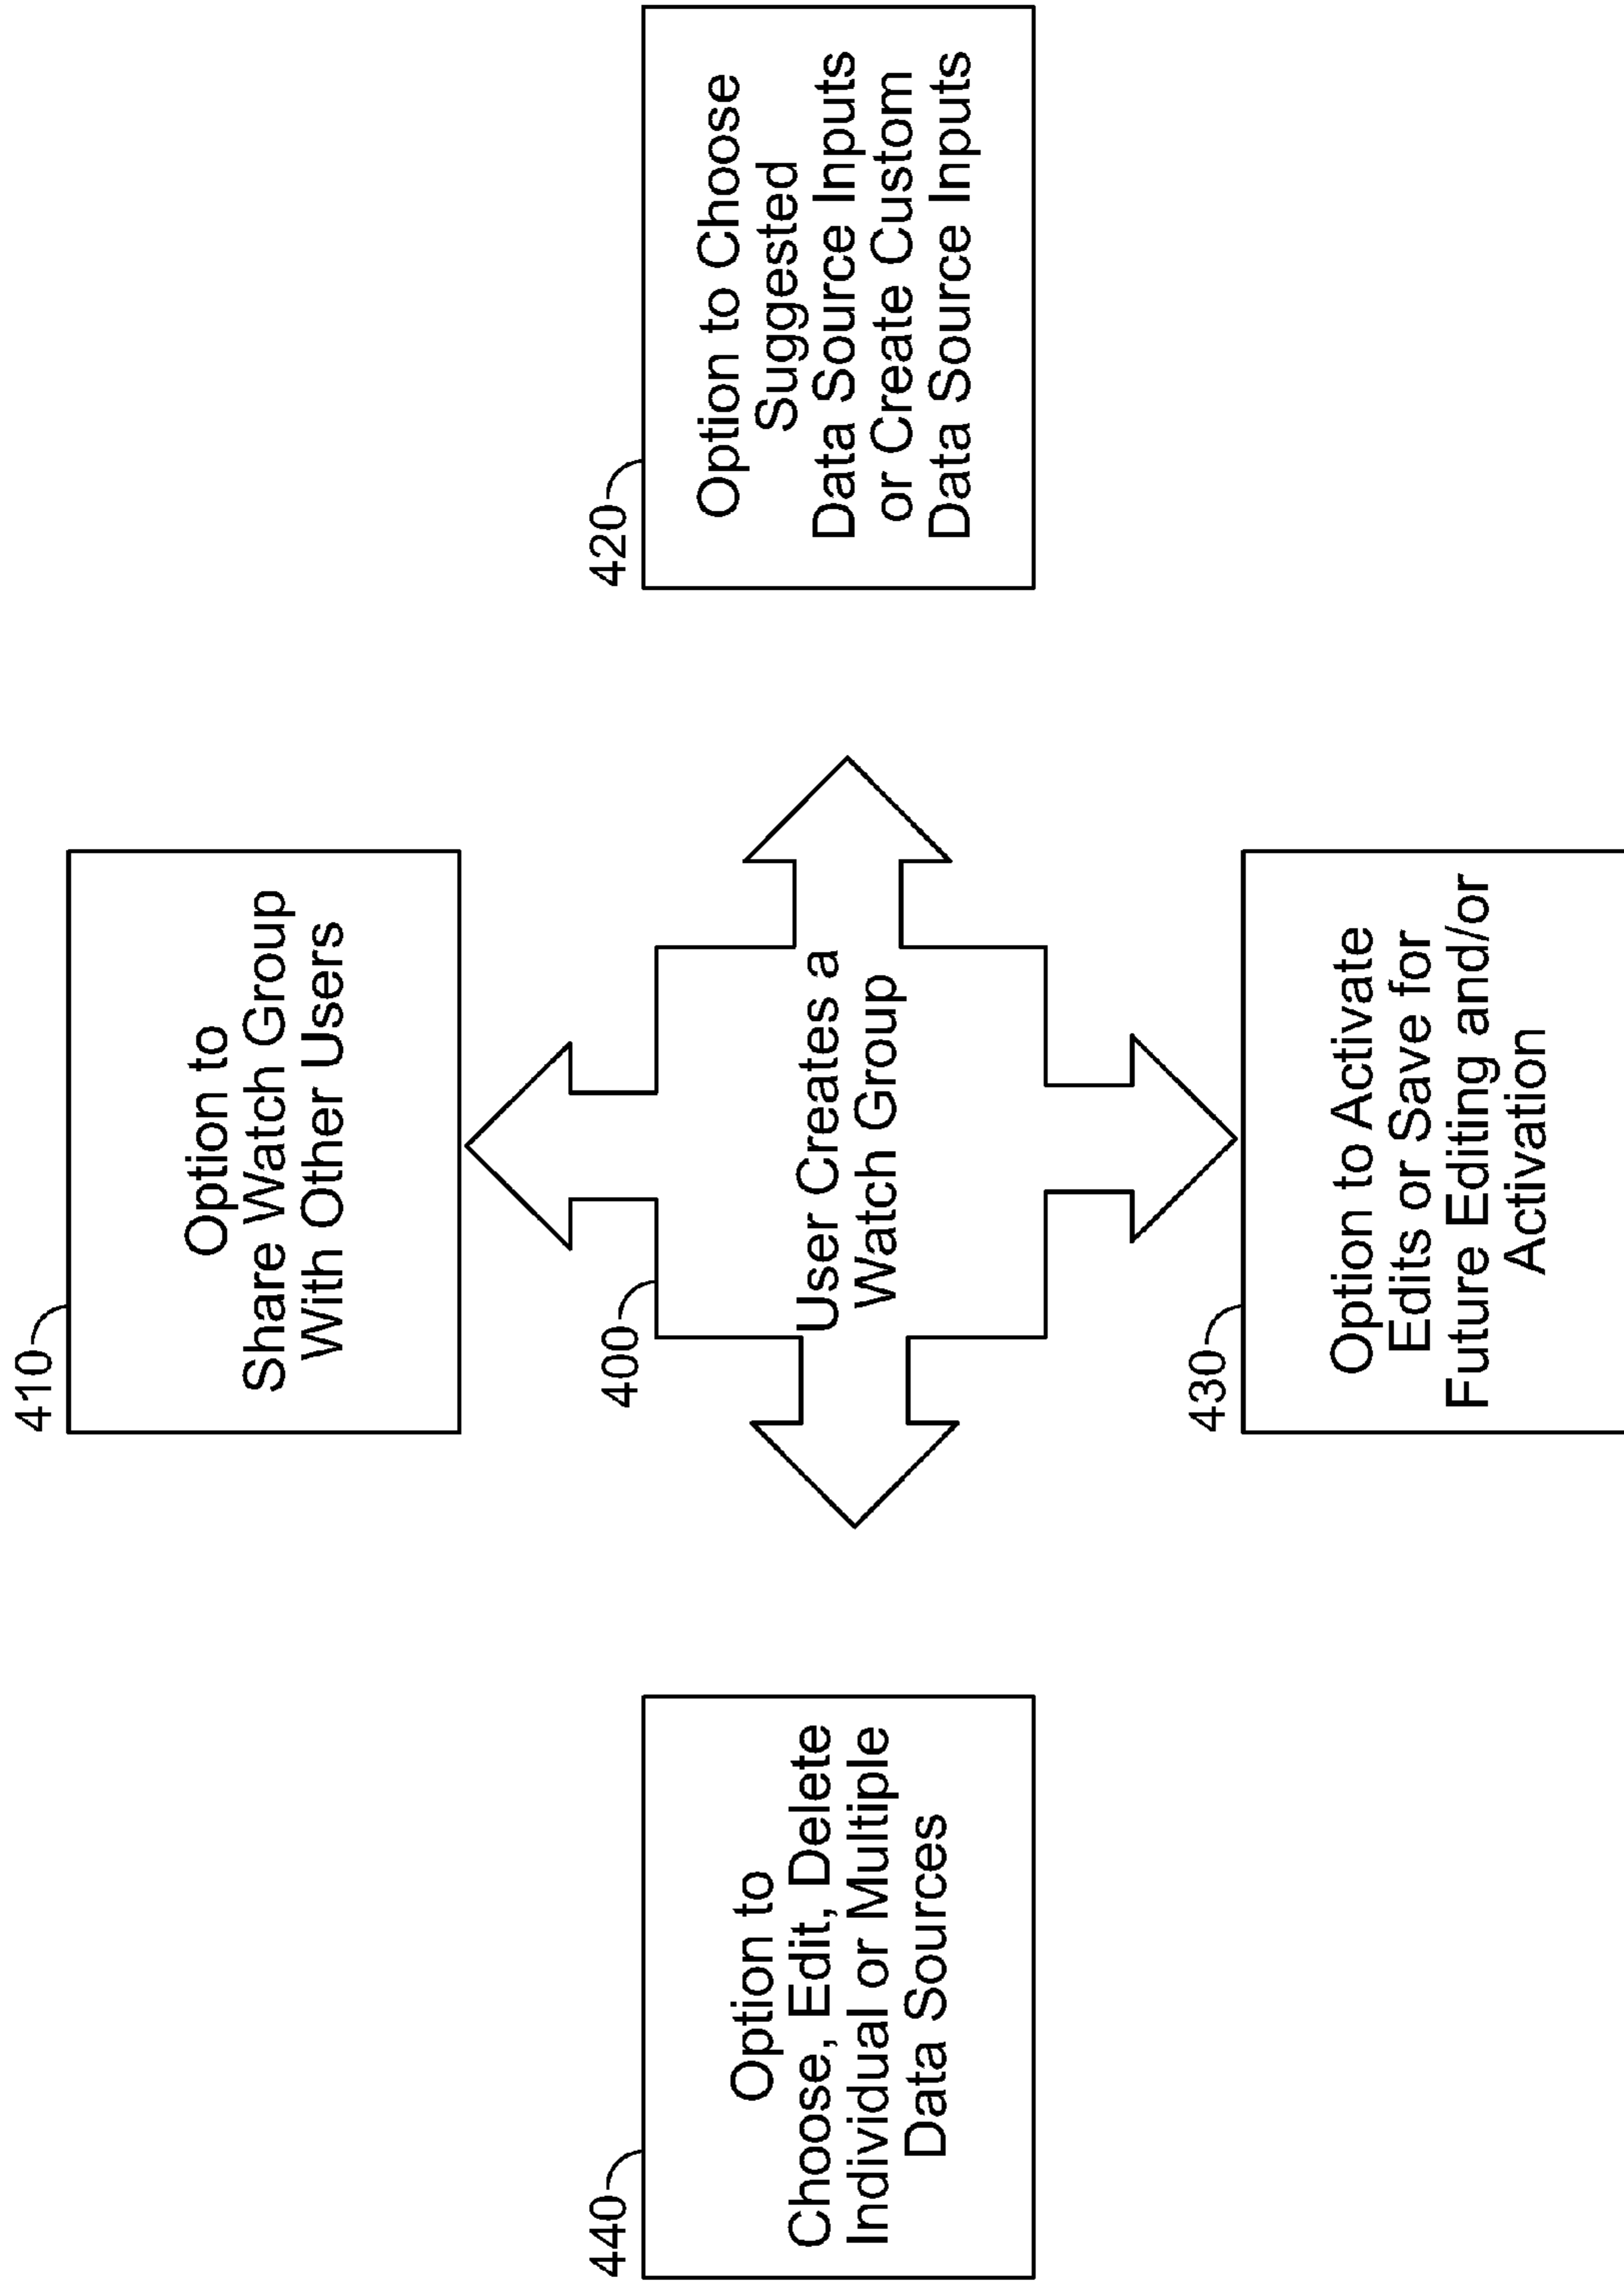 410
Option to
Share Watch Group
With Other Users
440
Option to
Choose, Edit, Delete
Individual or Multiple
Data Sources
400
User Creates a
Watch Group
420
Option to Choose
Suggested
Data Source Inputs
or Create Custom
Data Source Inputs
430
Option to Activate
Edits or Save for
Future Editing and/or
Activation